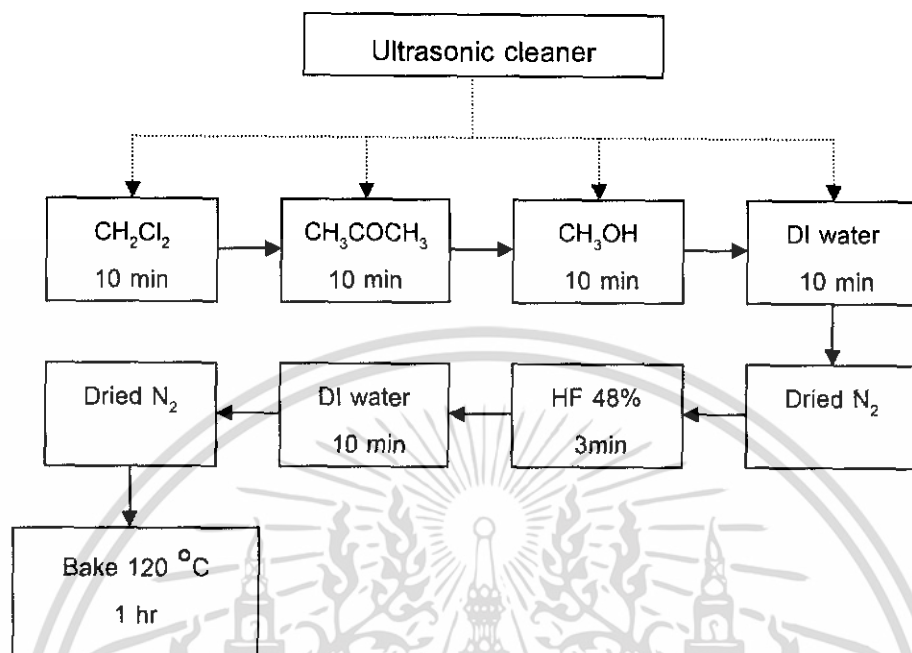 Ultrasonic cleaner
CH₂Cl₂
10 min
CH₃COCH₃
10 min
CH₃OH
10 min
DI water
10 min
Dried N₂
HF 48%
3min
DI water
10 min
Dried N₂
Bake 120 °C
1 hr